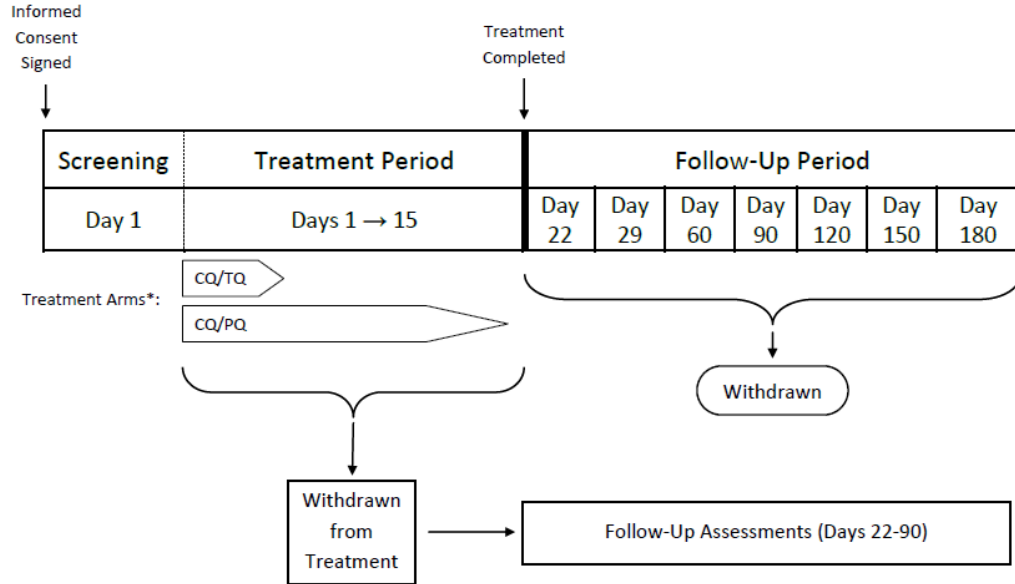 Informed
Consent
Signed
Treatment
Completed
Screening
Treatment Period
Follow-Up Period
Day 1
Days 1 → 15
Day
22
Day
29
Day
60
Day
90
Day
120
Day
150
Day
180
Treatment Arms*:
CQ/TQ
CQ/PQ
Withdrawn
Withdrawn
from
Treatment
Follow-Up Assessments (Days 22-90)